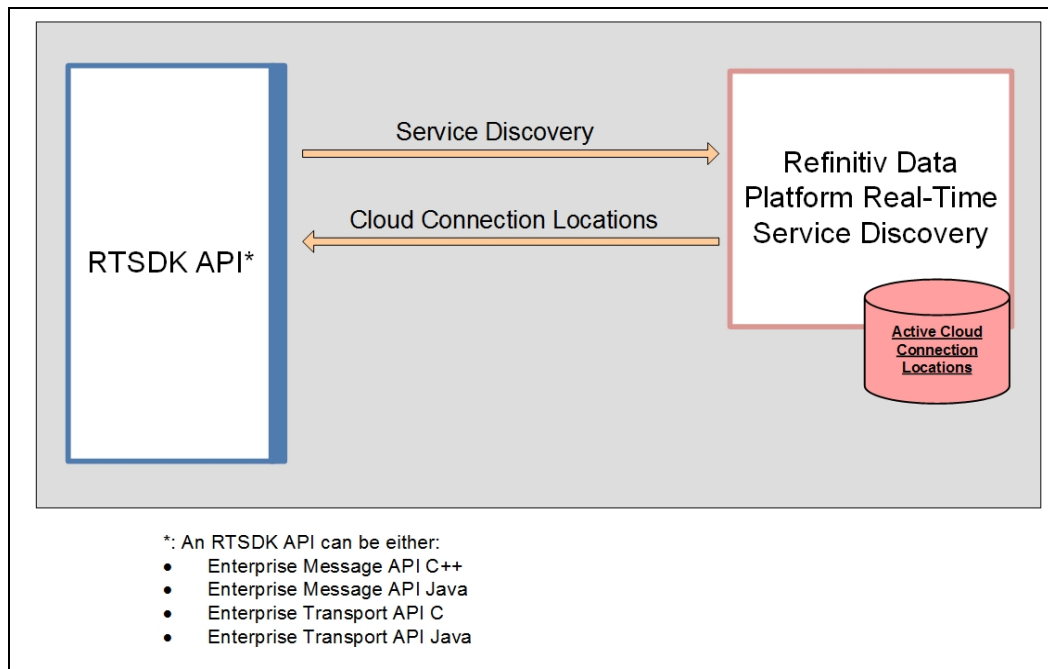 Service Discovery
Cloud Connection Locations
RTSDK API*
Refinitiv Data
Platform Real-Time
Service Discovery
Active Cloud
Connection
Locations
*: An RTSDK API can be either:
• Enterprise Message API C++
• Enterprise Message API Java
• Enterprise Transport API C
• Enterprise Transport API Java